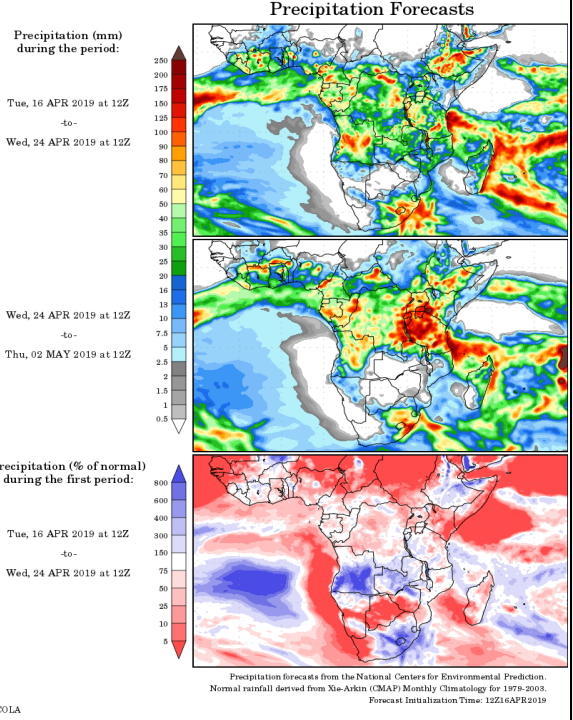 Precipitation Forecasts
Precipitation (mm)
during the period:
Tue, 16 APR 2019 at 12Z
-to-
Wed, 24 APR 2019 at 12Z
250
200
175
150
125
100
90
80
70
60
50
40
35
30
25
20
16
13
10
7.5
5
2.5
2
1.5
1
0.5
Wed, 24 APR 2019 at 12Z
-to-
Thu, 02 MAY 2019 at 12Z
recipitation (% of normal)
during the first period:
Tue, 16 APR 2019 at 12Z
-to-
Wed, 24 APR 2019 at 12Z
800
600
400
300
150
75
50
25
10
5
Precipitation forecasts from the National Centers for Environmental Prediction.
Normal rainfall derived from Xie-Arkin (CMAP) Monthly Climatology for 1979-2003.
Forecast Initialization Time: 12Z16APR2019
COLA